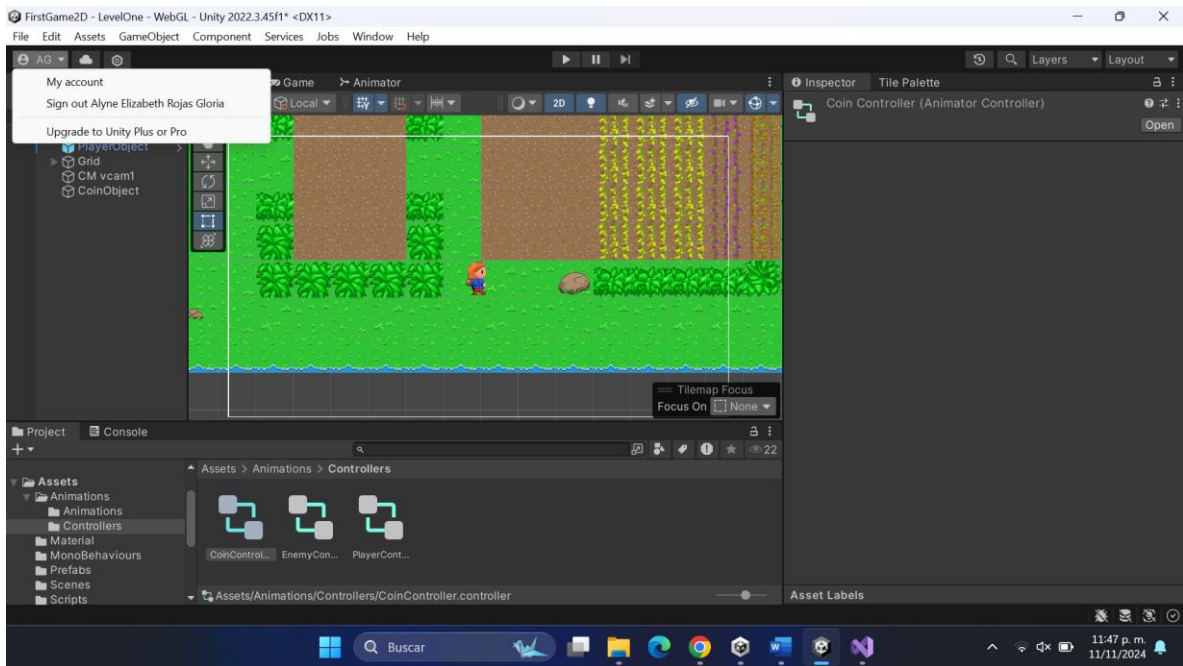 FirstGame2D - LevelOne - WebGL - Unity 2022.3.45f1* <DX11>
File Edit Assets GameObject Component Services Jobs Window Help
AG
My account
Sign out Alyne Elizabeth Rojas Gloria
Upgrade to Unity Plus or Pro
Game Animator
Local 2D
PlayerObject
Grid
CM vcam1
CoinObject
Tilemap Focus
Focus On None
Layers Layout
Inspector Tile Palette
Coin Controller (Animator Controller)
Open
Project Console
22
Assets > Animations > Controllers
Assets
Animations
Animations
Controllers
Material
MonoBehaviours
Prefabs
Scenes
Scripts
CoinControl... EnemyCon... PlayerCont...
Assets/Animations/Controllers/CoinController.controller
Asset Labels
Buscar
11:47 p. m.
11/11/2024